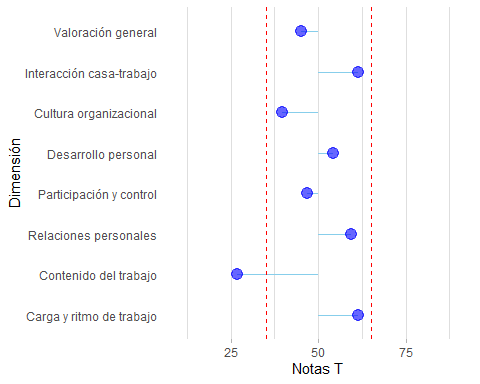 Valoración general
Interacción casa-trabajo
Cultura organizacional
Desarrollo personal
Participación y control
Relaciones personales
Contenido del trabajo
Carga y ritmo de trabajo
Dimensión
25 50 75
Notas T